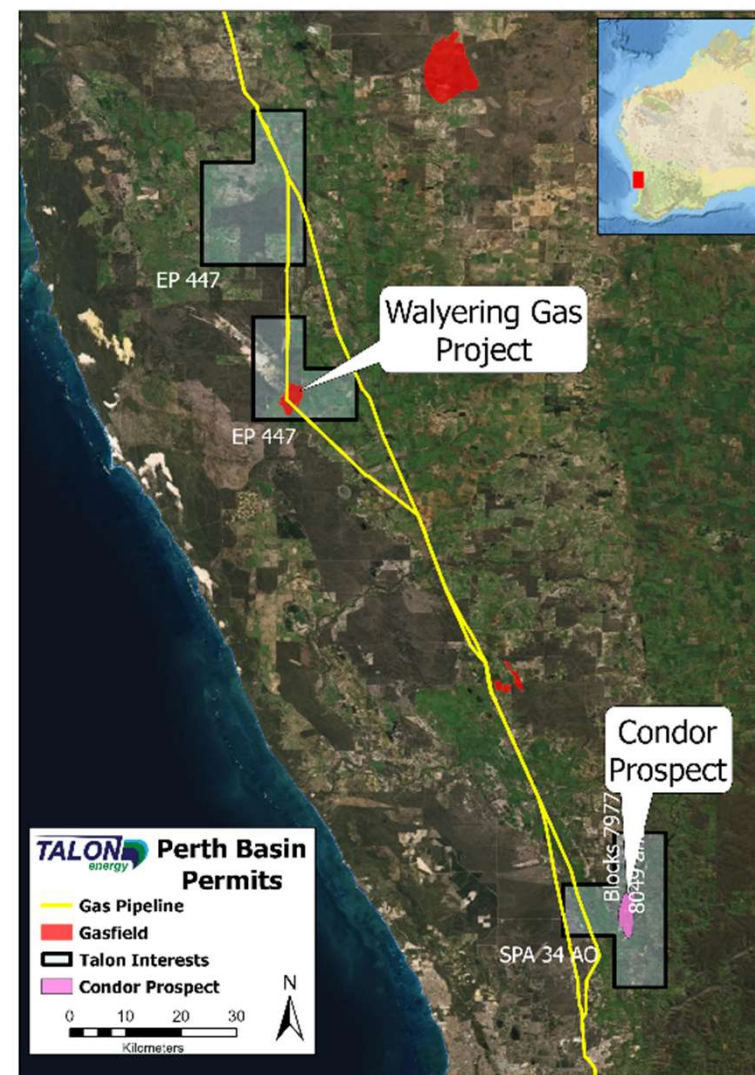 EP 447
Walyering Gas
Project
EP 447
Condor
Prospect
Blocks 7977
8049
SPA 34 AO
TALON
energy
Perth Basin
Permits
Gas Pipeline
Gasfield
Talon Interests
Condor Prospect
N
0 10 20 30
Kilometers